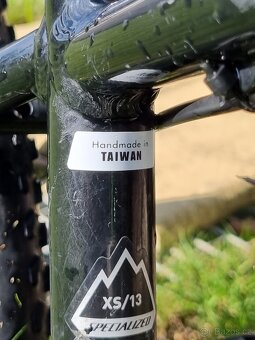 Handmade in
TAIWAN
XS/13
SPECIALIZED